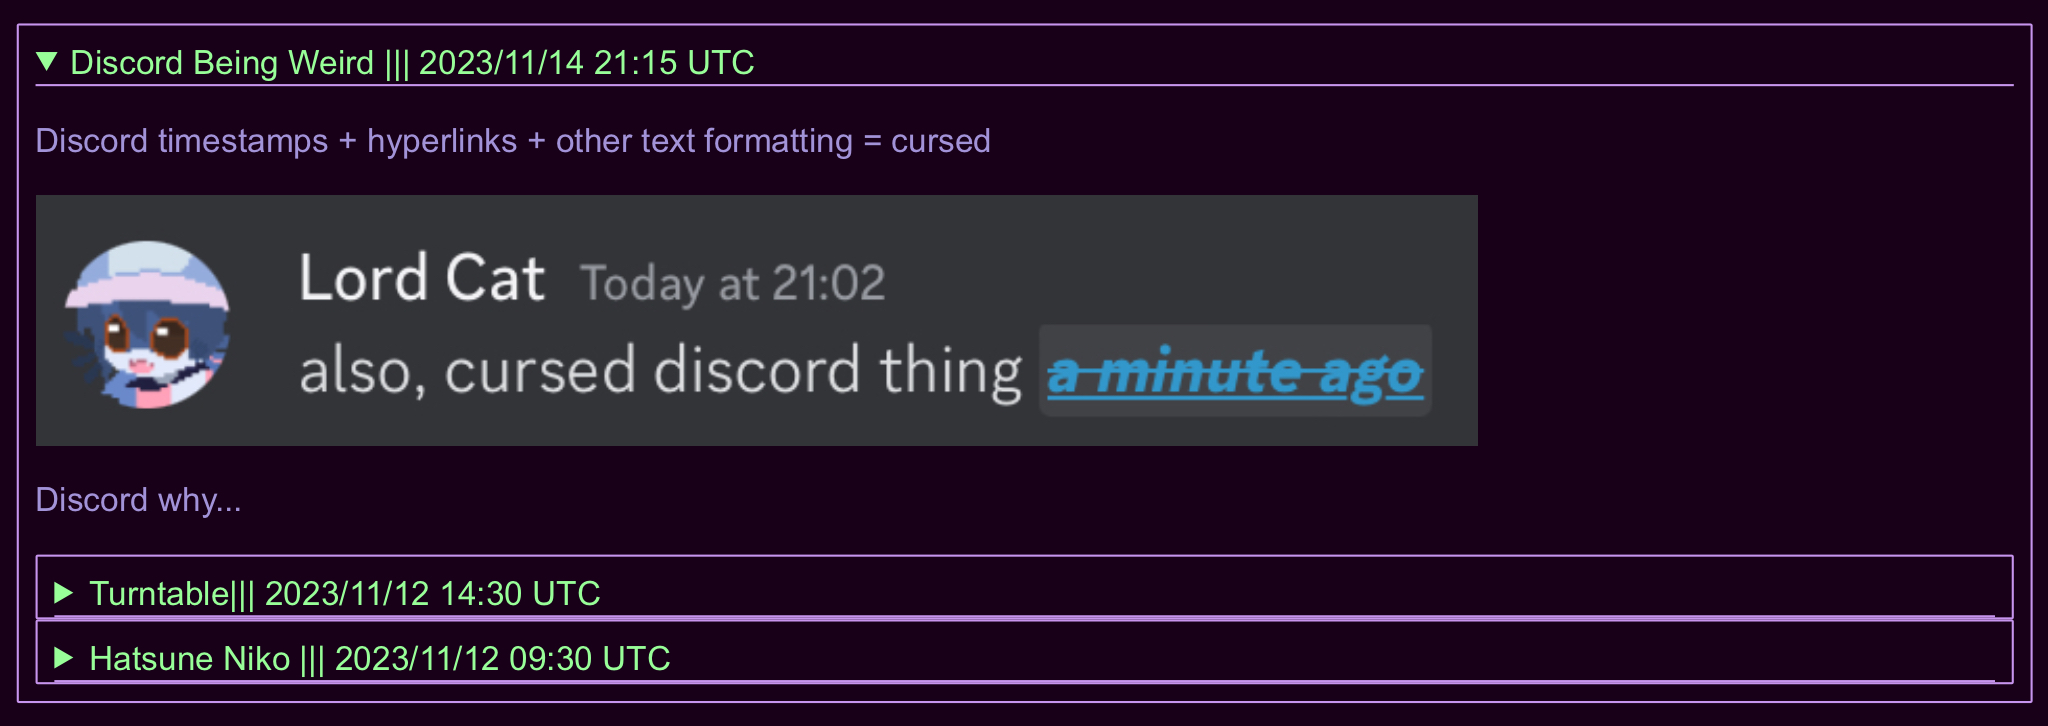 Discord Being Weird ||| 2023/11/14 21:15 UTC
Discord timestamps + hyperlinks + other text formatting = cursed
Lord Cat Today at 21:02
also, cursed discord thing a minute ago
Discord why...
Turntable||| 2023/11/12 14:30 UTC
Hatsune Niko ||| 2023/11/12 09:30 UTC